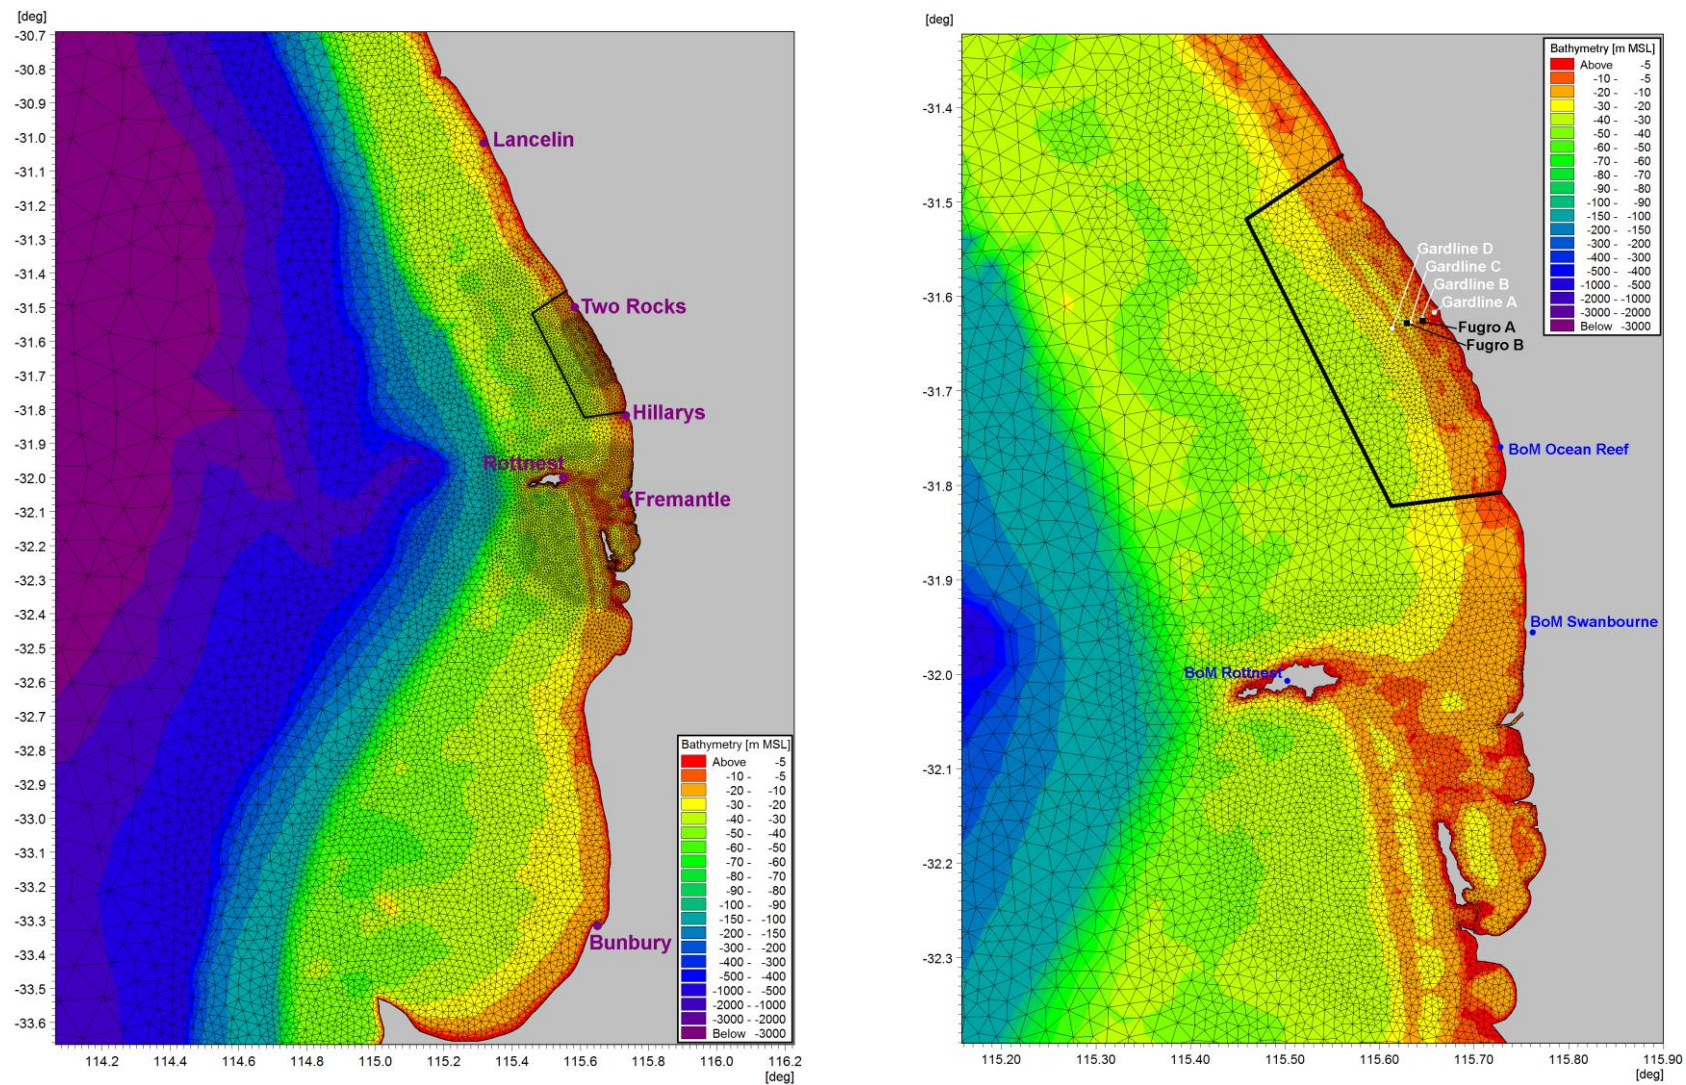 [deg]
-30.7
-30.8
-30.9
-31.0
-31.1
-31.2
-31.3
-31.4
-31.5
-31.6
-31.7
-31.8
-31.9
-32.0
-32.1
-32.2
-32.3
-32.4
-32.5
-32.6
-32.7
-32.8
-32.9
-33.0
-33.1
-33.2
-33.3
-33.4
-33.5
-33.6
Lancelin
Two Rocks
Hillarys
Rottnest
Fremantle
Bunbury
Bathymetry [m MSL]
Above -5
-10 - -5
-20 - -10
-30 - -20
-40 - -30
-50 - -40
-60 - -50
-70 - -60
-80 - -70
-90 - -80
-100 - -90
-150 - -100
-200 - -150
-300 - -200
-400 - -300
-500 - -400
-1000 - -500
-2000 - -1000
-3000 - -2000
Below -3000
114.2 114.4 114.6 114.8 115.0 115.2 115.4 115.6 115.8 116.0 116.2
[deg]
[deg]
-31.4
-31.5
-31.6
-31.7
-31.8
-31.9
-32.0
-32.1
-32.2
-32.3
Bathymetry [m MSL]
Above -5
-10 - -5
-20 - -10
-30 - -20
-40 - -30
-50 - -40
-60 - -50
-70 - -60
-80 - -70
-90 - -80
-100 - -90
-150 - -100
-200 - -150
-300 - -200
-400 - -300
-500 - -400
-1000 - -500
-2000 - -1000
-3000 - -2000
Below -3000
Gardline D
Gardline C
Gardline B
Gardline A
Fugro A
Fugro B
BoM Ocean Reef
BoM Swanbourne
BoM Rottnest
115.20 115.30 115.40 115.50 115.60 115.70 115.80 115.90
[deg]